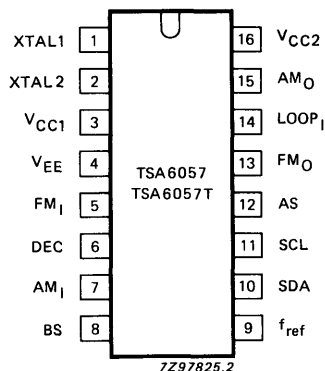 XTAL1 1 16 VCC2
XTAL2 2 15 AMO
VCC1 3 14 LOOPI
VEE 4 13 FMO
TSA6057
TSA6057T
FMI 5 12 AS
DEC 6 11 SCL
AMI 7 10 SDA
BS 8 9 fref
7Z97825.2